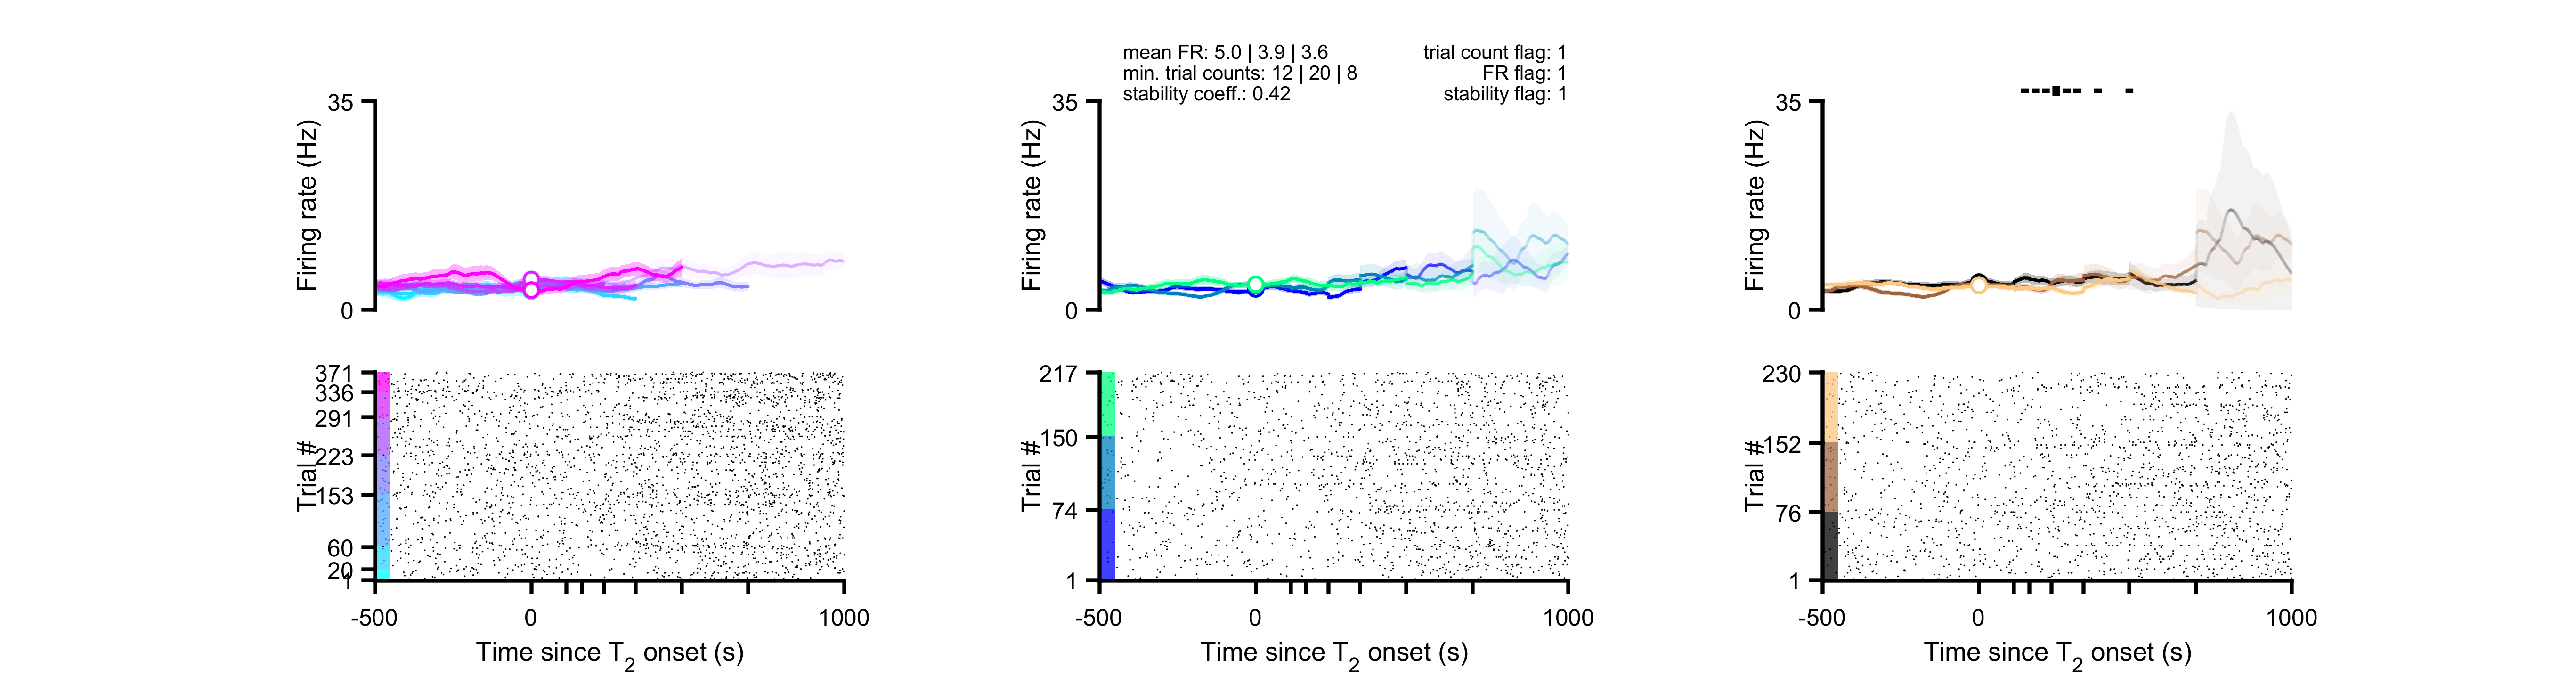 mean FR: 5.0 | 3.9 | 3.6
min. trial counts: 12 | 20 | 8
stability coeff.: 0.42
trial count flag: 1
FR flag: 1
stability flag: 1
35
Firing rate (Hz)
0
35
Firing rate (Hz)
0
35
Firing rate (Hz)
0
371
336
291
223
153
60
20
1
Trial #
-500
0
1000
Time since T2 onset (s)
217
150
74
1
Trial #
-500
0
1000
Time since T2 onset (s)
230
152
76
1
Trial #
-500
0
1000
Time since T2 onset (s)